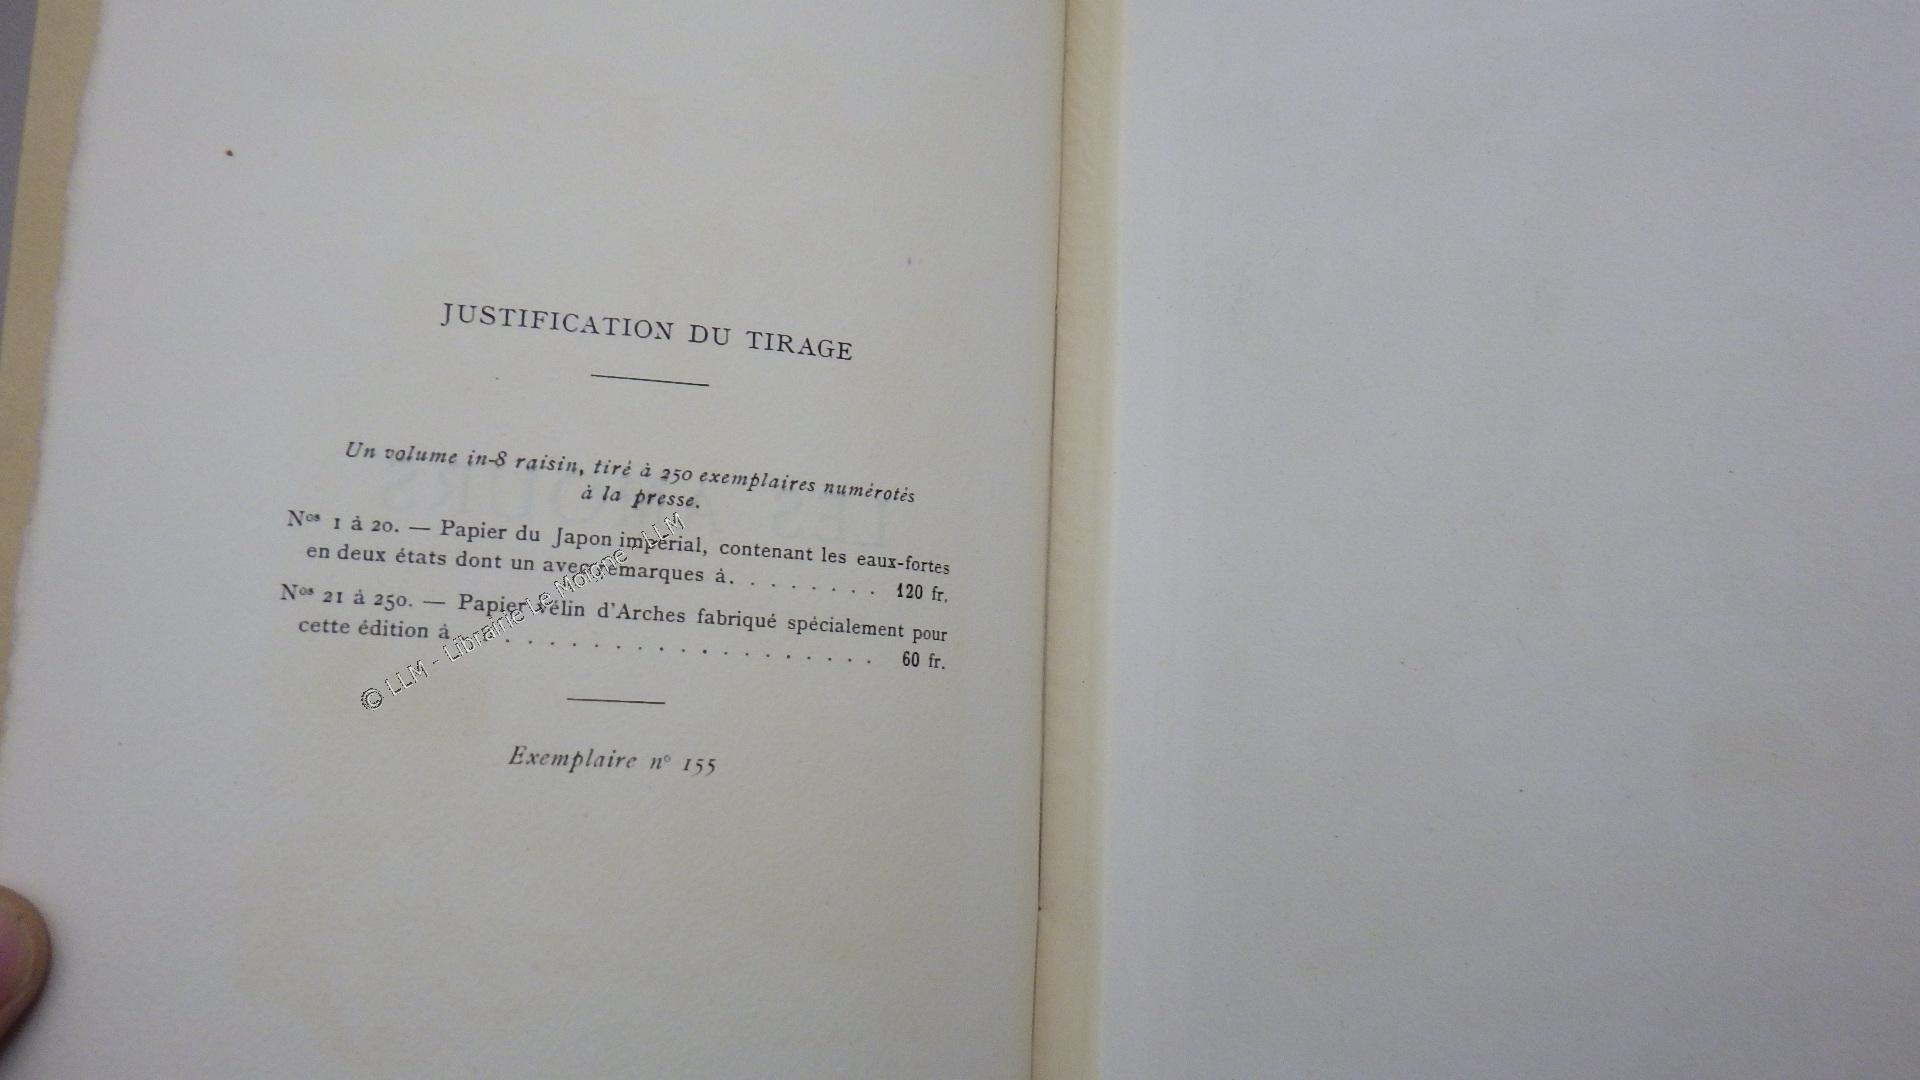 JUSTIFICATION DU TIRAGE
Un volume in-8 raisin, tiré à 250 exemplaires numérotés
à la presse.
Nos 1 à 20. — Papier du Japon impérial, contenant les eaux-fortes
en deux états dont un avec remarques à. . . . . . . . 120 fr.
Nos 21 à 250. — Papier vélin d'Arches fabriqué spécialement pour
cette édition à. . . . . . . . . . . . . . . . . . . . 60 fr.
Exemplaire n° 155
© LLM - Librairie Le Moigne - LLM